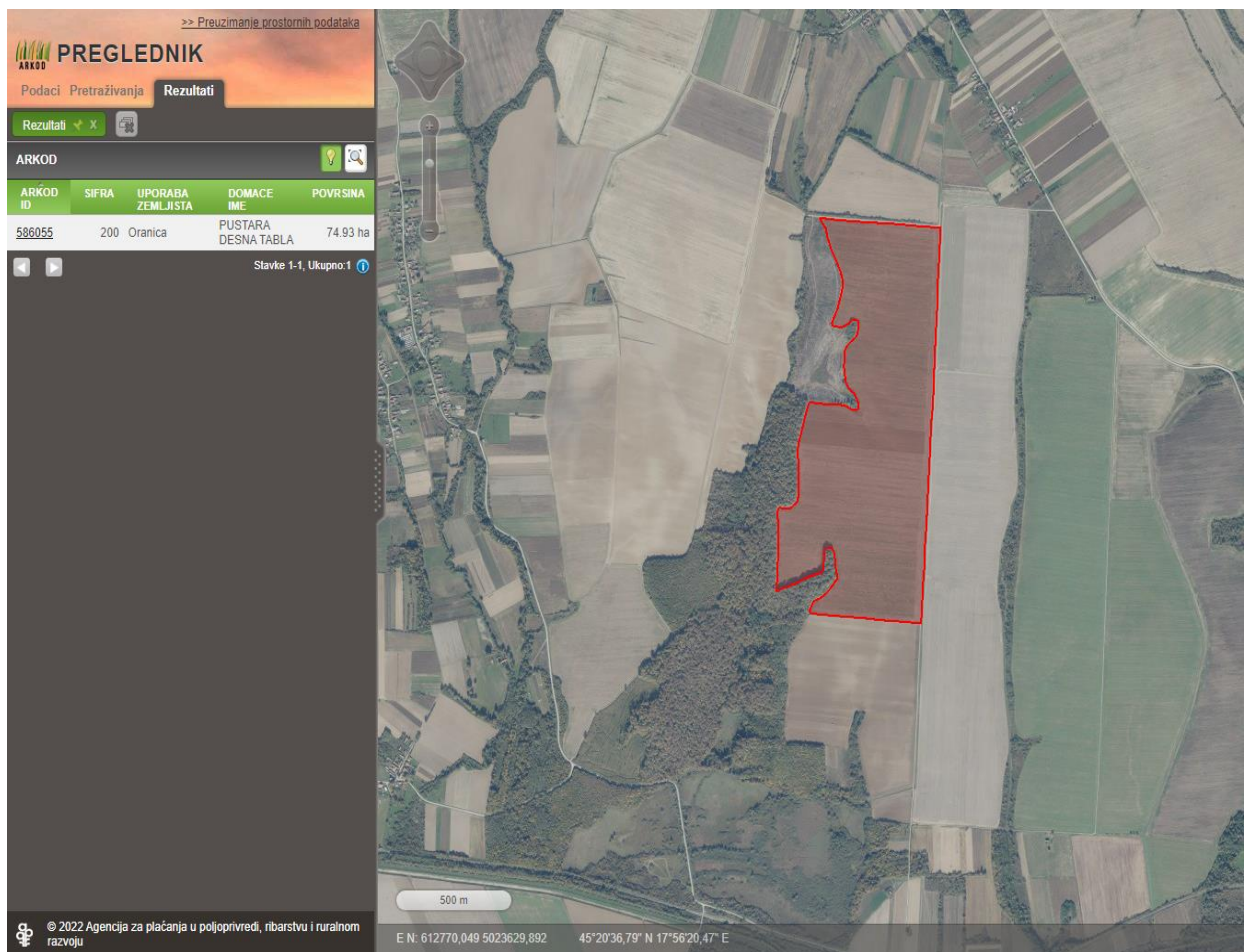 >> Preuzimanje prostornih podataka
ARKOD PREGLEDNIK
Podaci Pretraživanja Rezultati
Rezultati X
ARKOD
ARKOD ID SIFRA UPORABA ZEMLJISTA DOMACE IME POVRSINA
586055 200 Oranica PUSTARA DESNA TABLA 74.93 ha
Stavke 1-1, Ukupno:1
500 m
© 2022 Agencija za plaćanja u poljoprivredi, ribarstvu i ruralnom
razvoju
E N: 612770,049 5023629,892 45°20'36,79" N 17°56'20,47" E